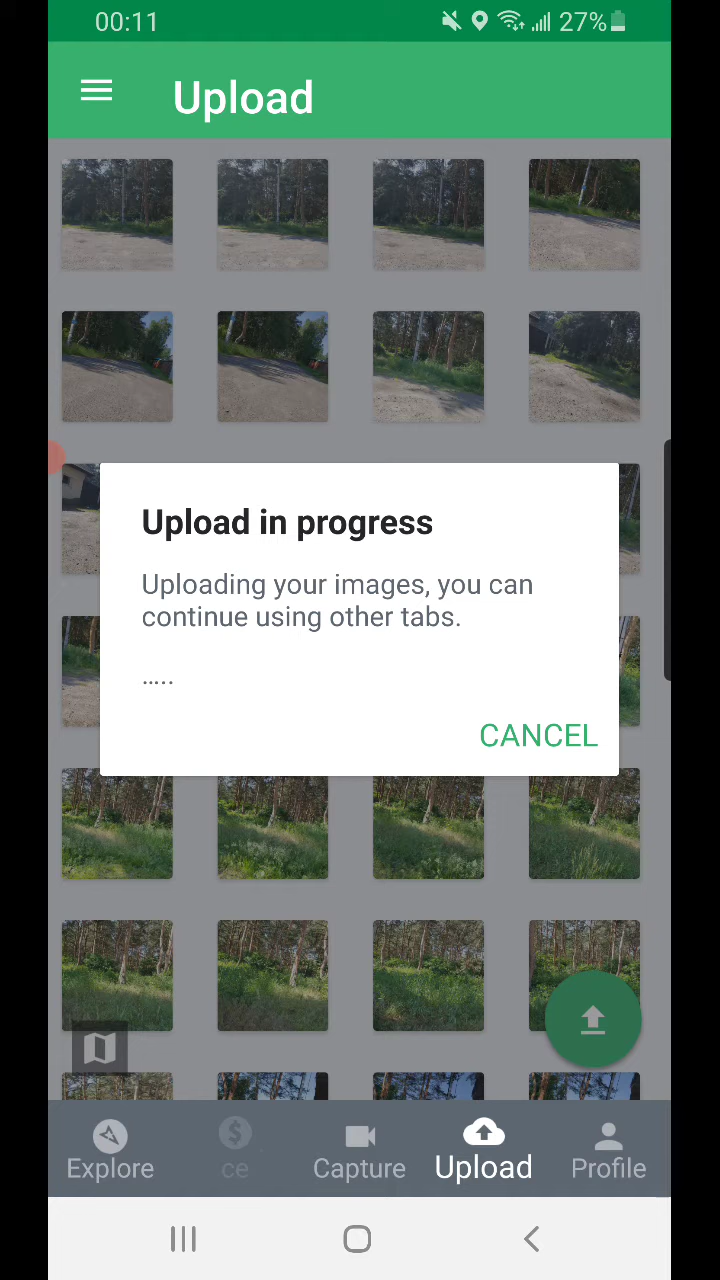 00:11
27%
Upload
Upload in progress
Uploading your images, you can
continue using other tabs.
.....
CANCEL
Explore
ce
Capture
Upload
Profile